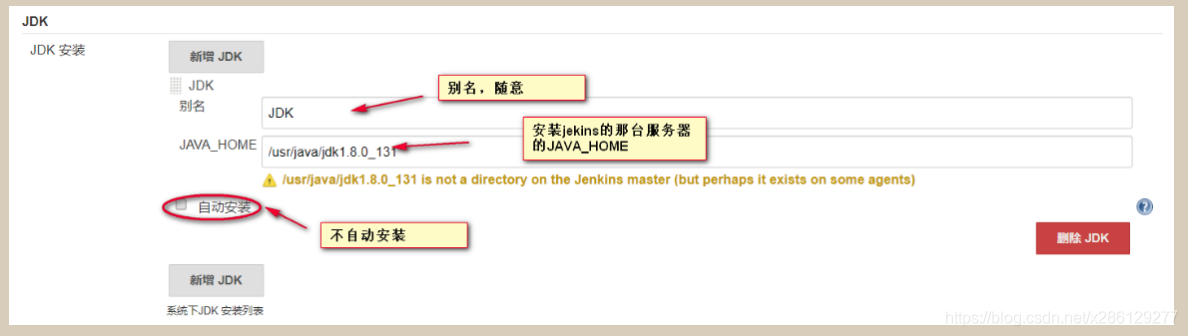 JDK
JDK 安装
新增 JDK
JDK
别名，随意
别名
JDK
安装jekins的那台服务器
的JAVA_HOME
JAVA_HOME
/usr/java/jdk1.8.0_131
/usr/java/jdk1.8.0_131 is not a directory on the Jenkins master (but perhaps it exists on some agents)
自动安装
不自动安装
删除 JDK
新增 JDK
系统下JDK 安装列表
https://blog.csdn.net/x286129277